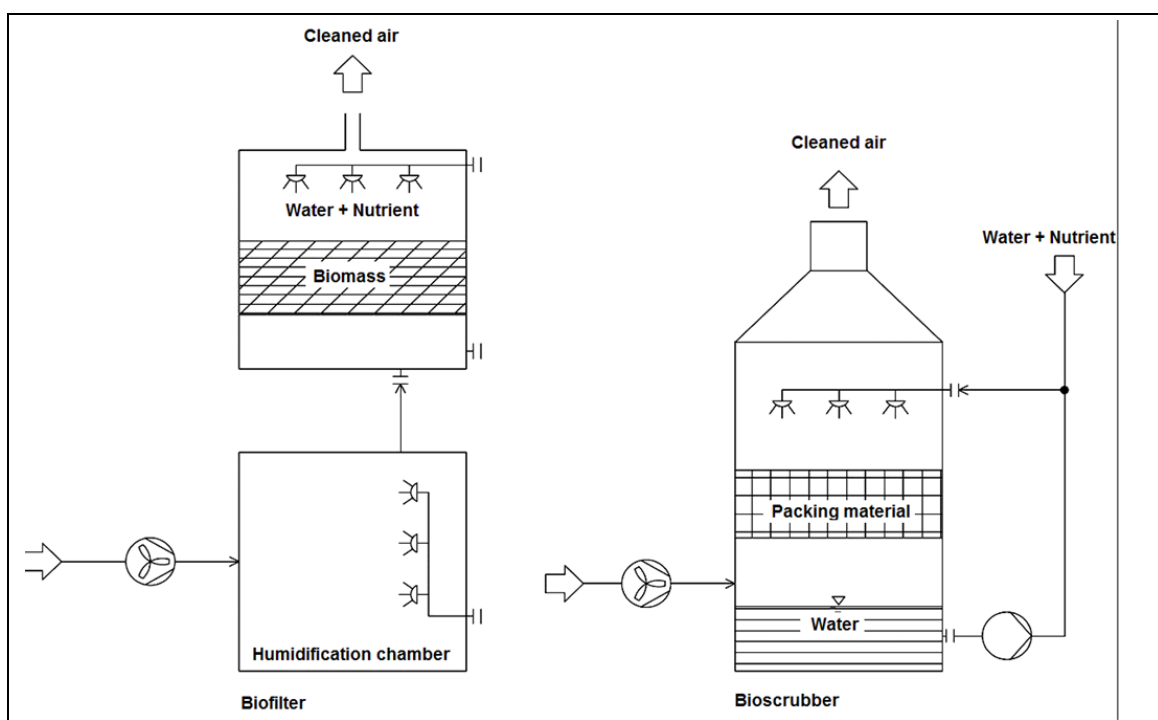 Cleaned air
Water + Nutrient
Biomass
Humidification chamber
Biofilter
Cleaned air
Water + Nutrient
Packing material
Water
Bioscrubber